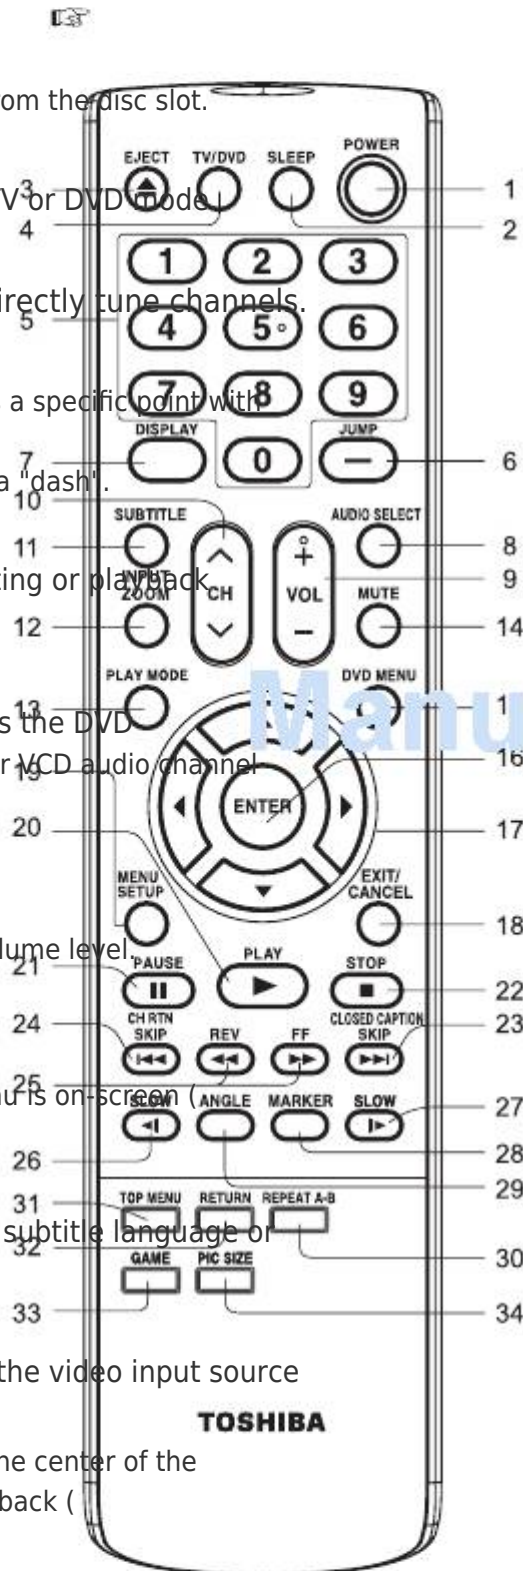 ☞
om the disc slot.
POWER
EJECT TV/DVD SLEEP
3 1
V or DVD mode.
4 2
1 2 3
irectly tune channels.
5 4 5 6
7 8 9
a specific point with
DISPLAY JUMP
7 0 — 6
a "dash".
10
SUBTITLE AUDIO SELECT
11 + 8
ting or playback
INPUT
ZOOM CH VOL 9
MUTE
12 − 14
PLAY MODE DVD MENU
Manu
13 1
s the DVD
r VCD audio channel
19 16
ENTER
20 17
MENU
SETUP
EXIT/
CANCEL
18
olume level.
21 PAUSE PLAY STOP
22
CH RTN CLOSED CAPTION
24 SKIP REV FF SKIP 23
25
nu is on-screen (
SLOW ANGLE MARKER SLOW 27
26 28
29
31 TOP MENU RETURN REPEAT A-B
subtitle language or
32 30
GAME PIC SIZE
33 34
the video input source
TOSHIBA
he center of the
back (